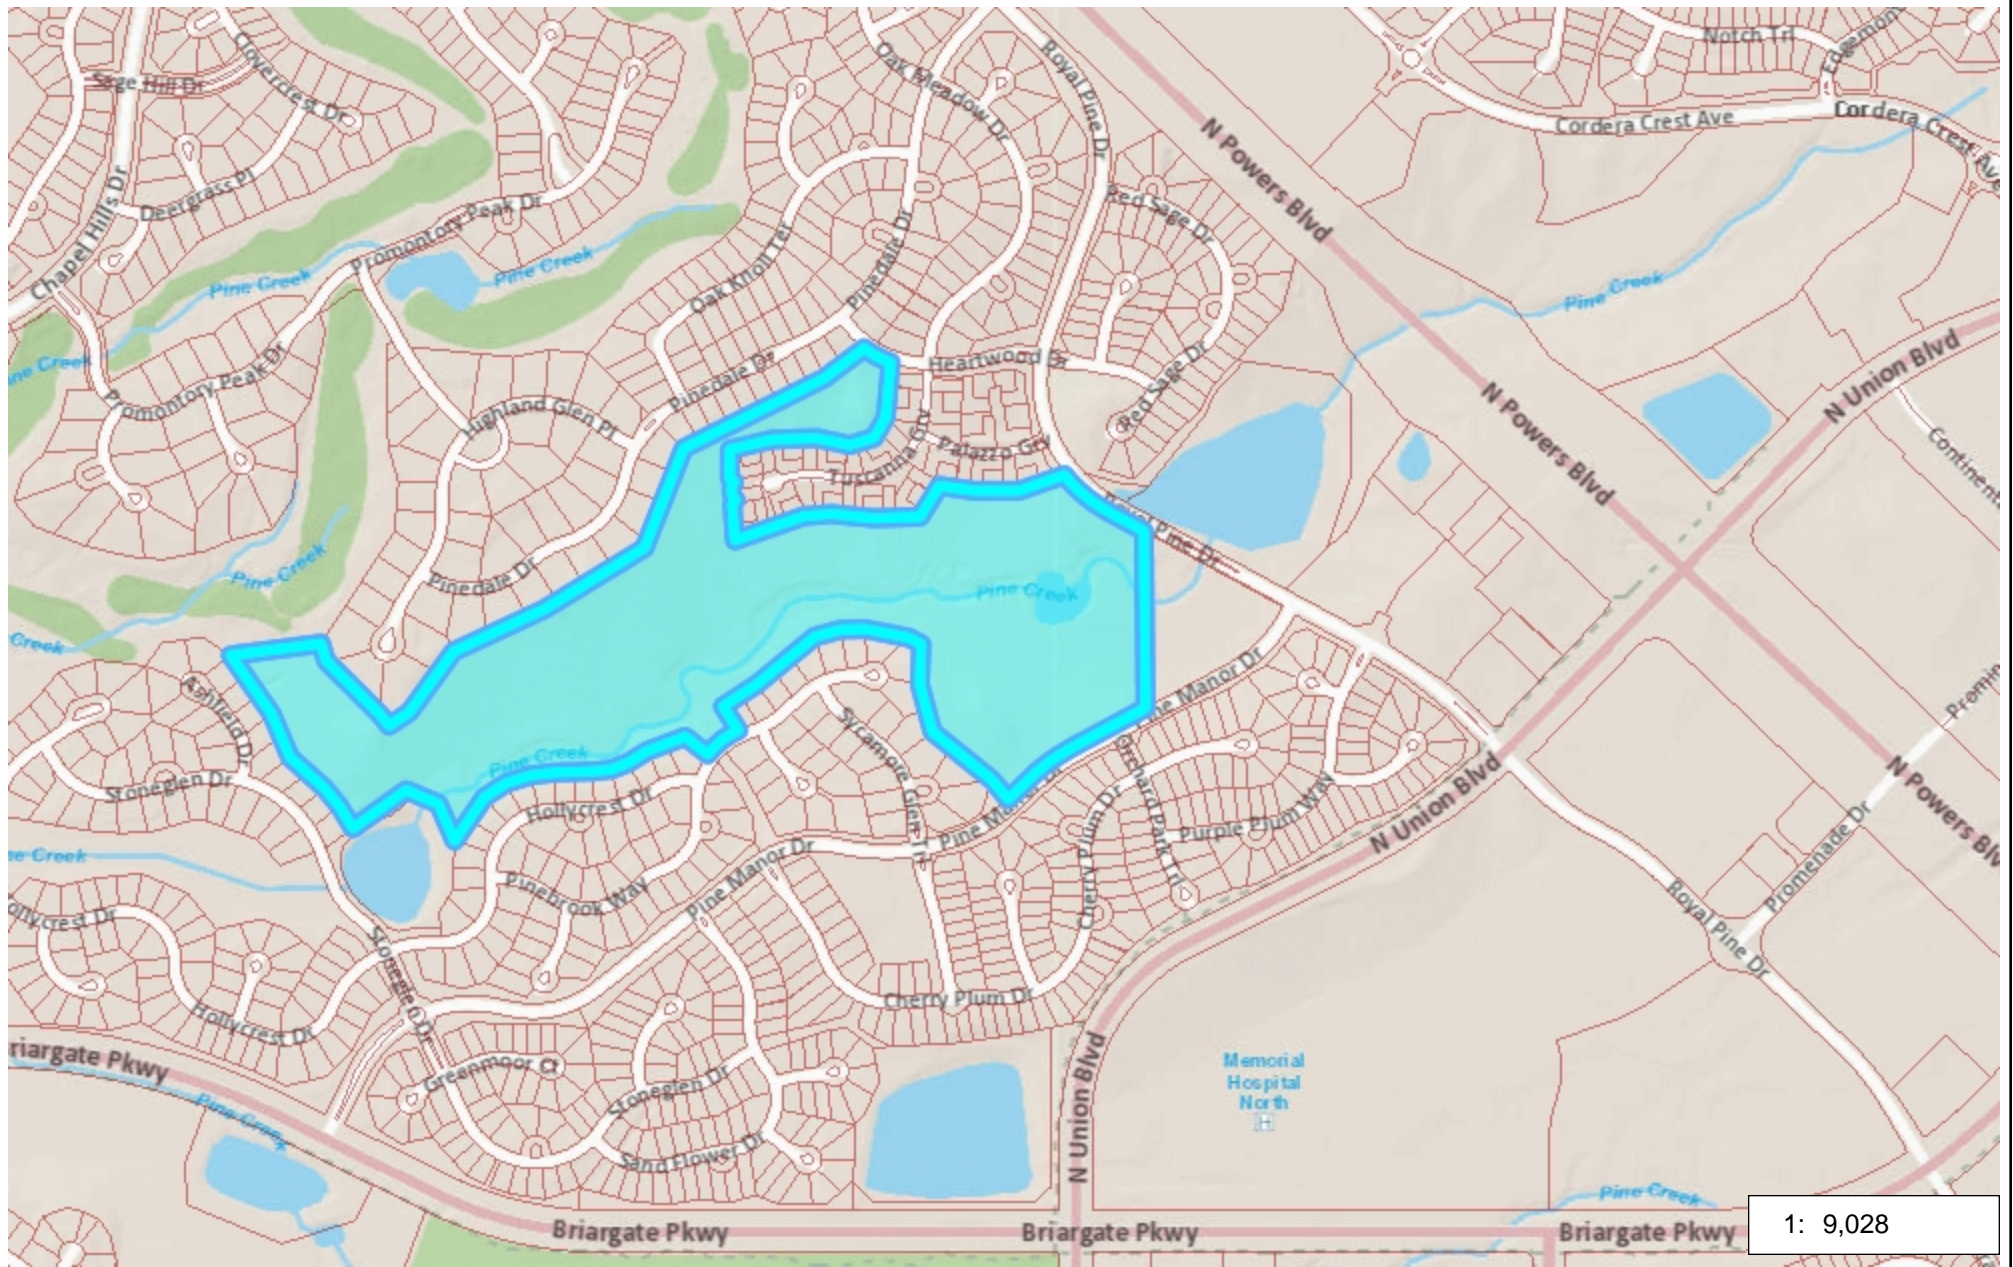 Clovercrest Dr
Sage Hill Dr
Deergrass Pl
Chapel Hills Dr
Promontory Peak Dr
Pine Creek
Pine Creek
Promontory Peak Dr
Oak Meadow Dr
Royal Pine Dr
Notch Trl
Cordera Crest Ave
Cordera Crest Ave
N Powers Blvd
Red Sage Dr
Oak Knoll Ter
Pinedale Dr
Pine Creek
N Union Blvd
Heartwood
Pinedale Dr
Red Sage Dr
Highland Glen Pl
Palazzo Grv
Tuscanna Grv
N Powers Blvd
Pinedale Dr
Pine Creek
Creek
Royal Pine Dr
Pine Creek
Ashfield Dr
Stoneglen Dr
Pine Creek
Hollycrest Dr
Sycamore Glen Trl
Pine Manor Dr
Orchard Park Trl
Cherry Plum Dr
Purple Plum Way
N Union Blvd
N Powers Blv
Promenade Dr
Royal Pine Dr
Pinebrook Way
Pine Manor Dr
Stoneglen Dr
Hollycrest Dr
Cherry Plum Dr
riargate Pkwy
Pine Creek
Greenmoor Ct
Stoneglen Dr
Sand Flower Dr
N Union Blvd
Memorial
Hospital
North
H
Pine Creek
Briargate Pkwy
Briargate Pkwy
Briargate Pkwy
1: 9,028